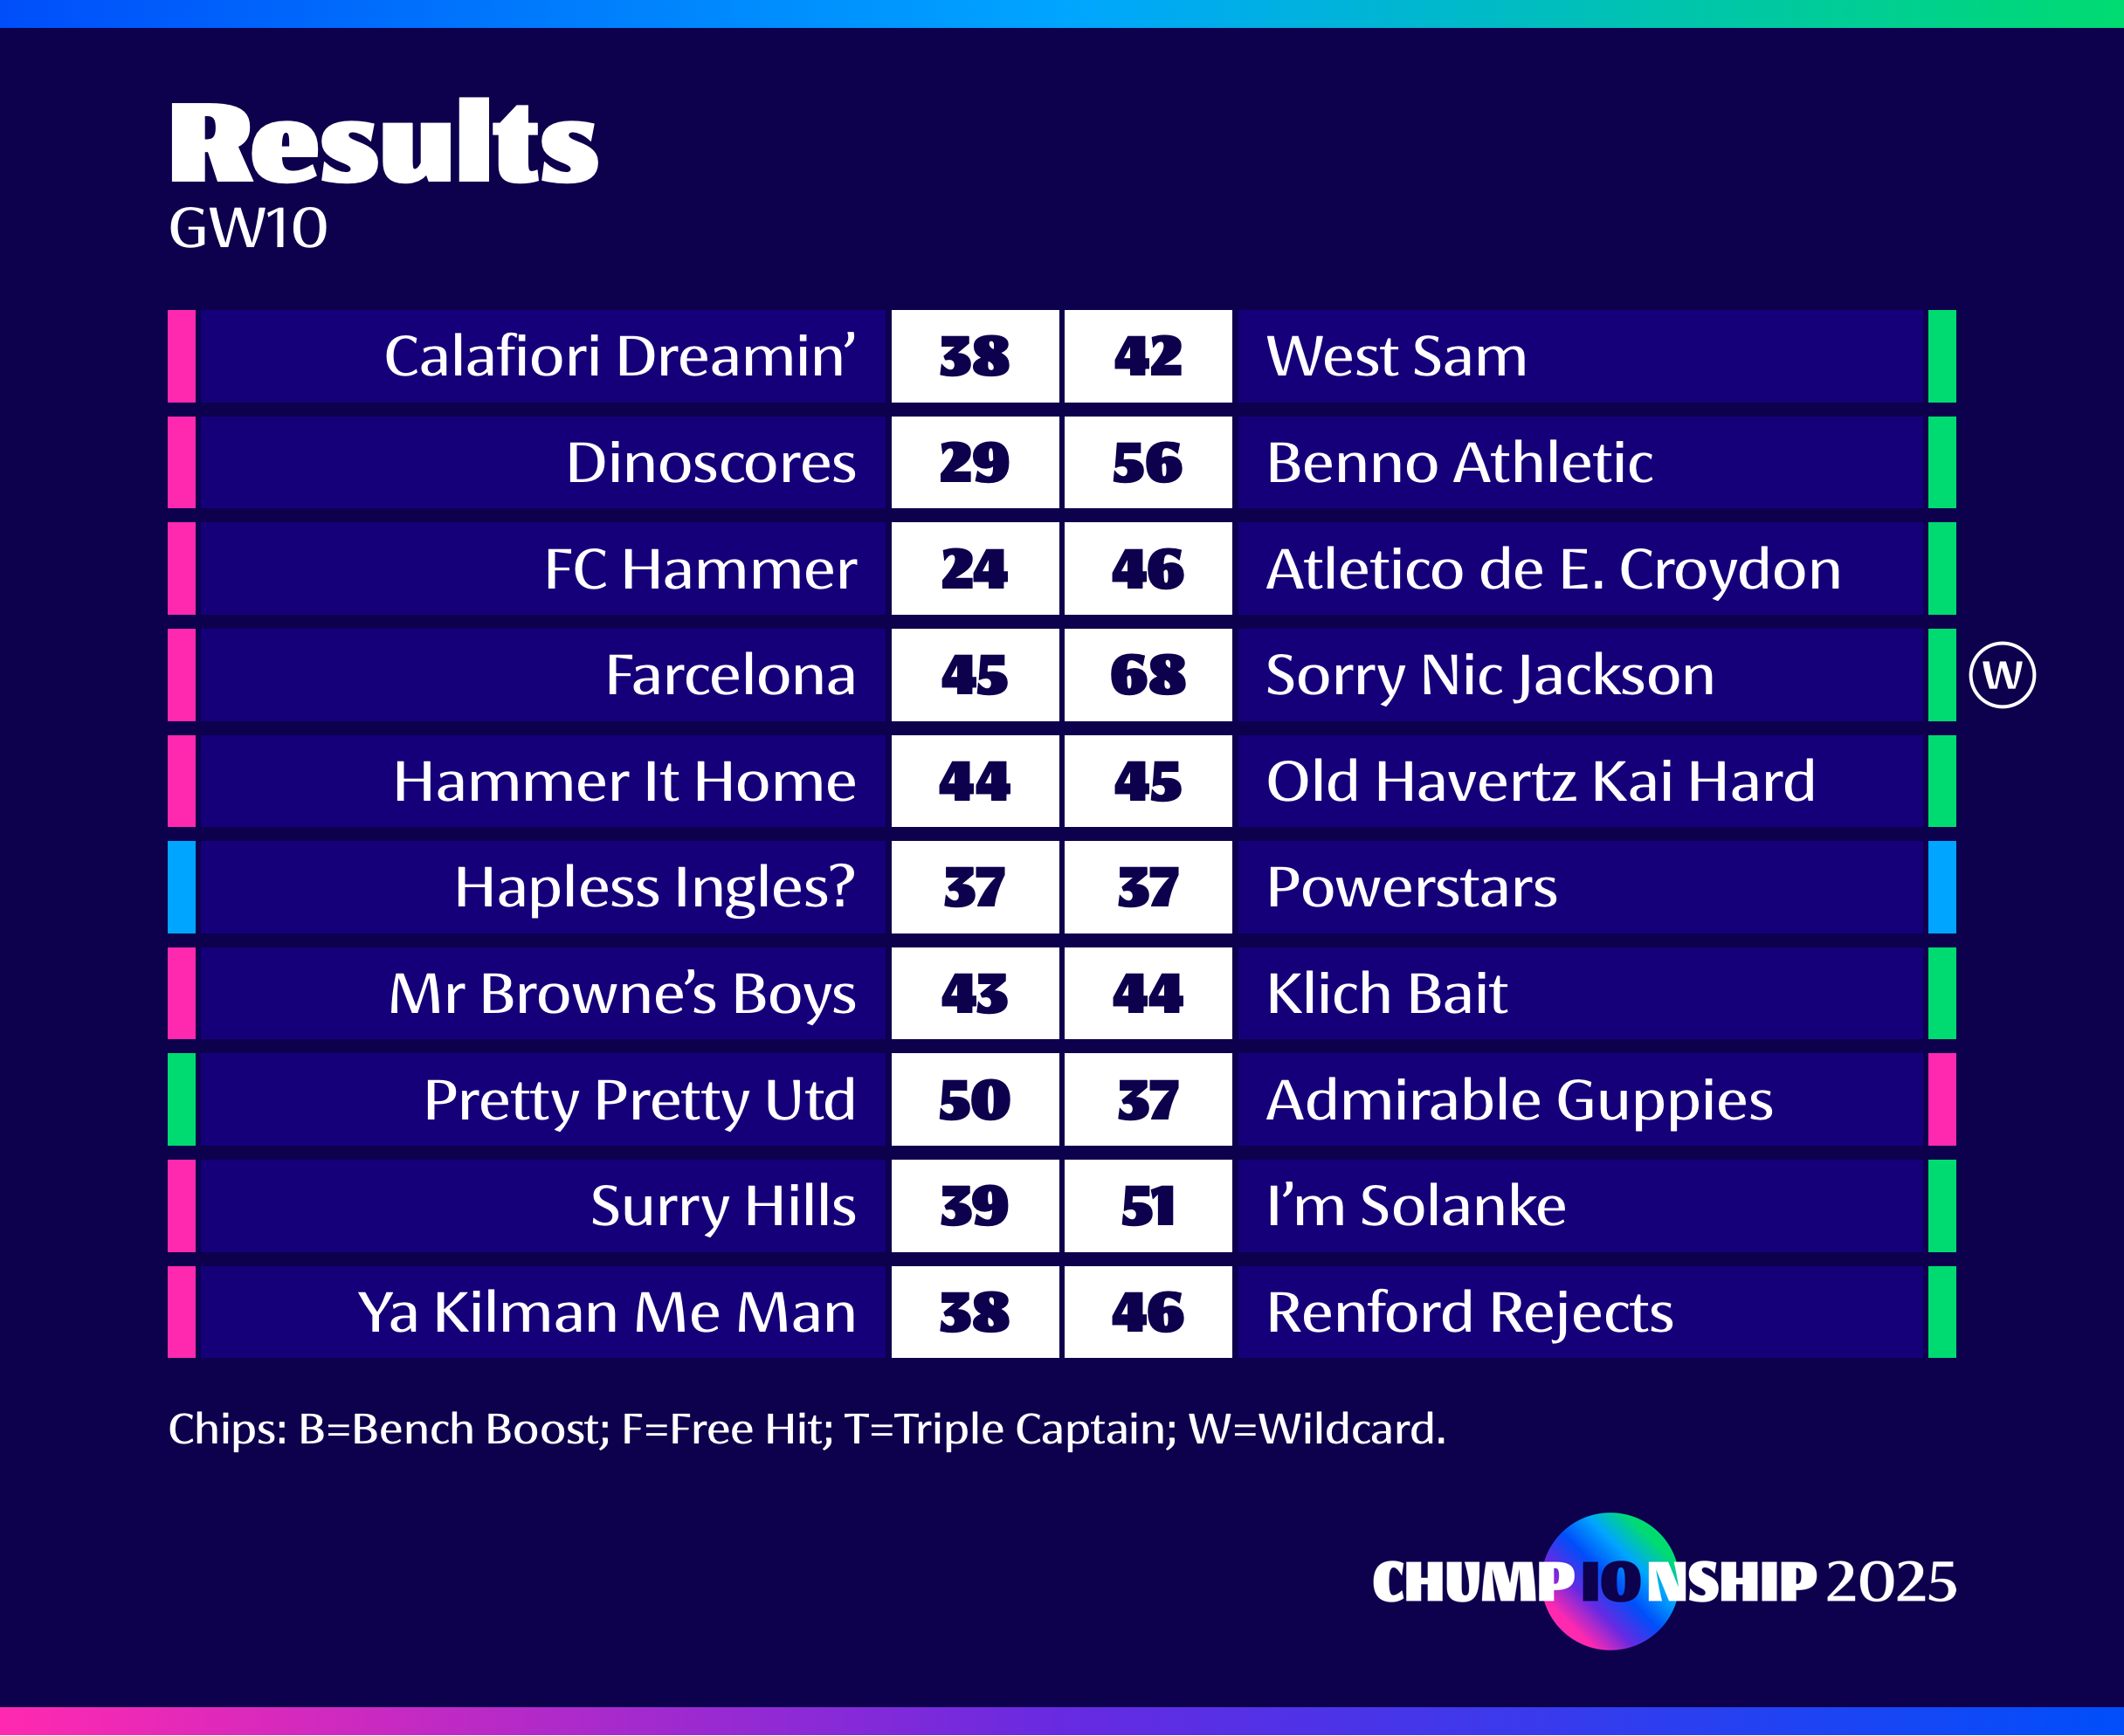 Results
GW10
Calafiori Dreamin’ 38 42 West Sam
Dinoscores 29 56 Benno Athletic
FC Hammer 24 46 Atletico de E. Croydon
Farcelona 45 68 Sorry Nic Jackson W
Hammer It Home 44 45 Old Havertz Kai Hard
Hapless Ingles? 37 37 Powerstars
Mr Browne’s Boys 43 44 Klich Bait
Pretty Pretty Utd 50 37 Admirable Guppies
Surry Hills 39 51 I’m Solanke
Ya Kilman Me Man 38 46 Renford Rejects
Chips: B=Bench Boost; F=Free Hit; T=Triple Captain; W=Wildcard.
CHUMPIONSHIP 2025